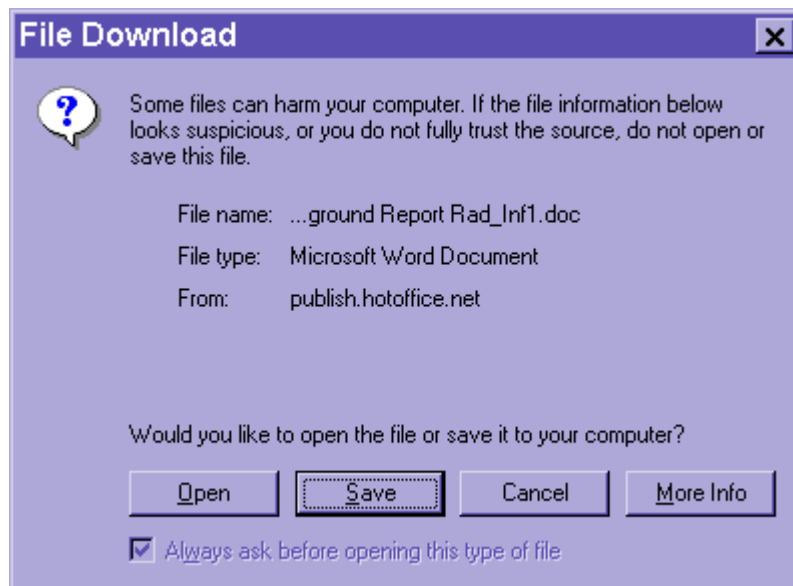 File Download
Some files can harm your computer. If the file information below
looks suspicious, or you do not fully trust the source, do not open or
save this file.
File name: ...ground Report Rad_Inf1.doc
File type: Microsoft Word Document
From: publish.hotoffice.net
Would you like to open the file or save it to your computer?
Open Save Cancel More Info
Always ask before opening this type of file